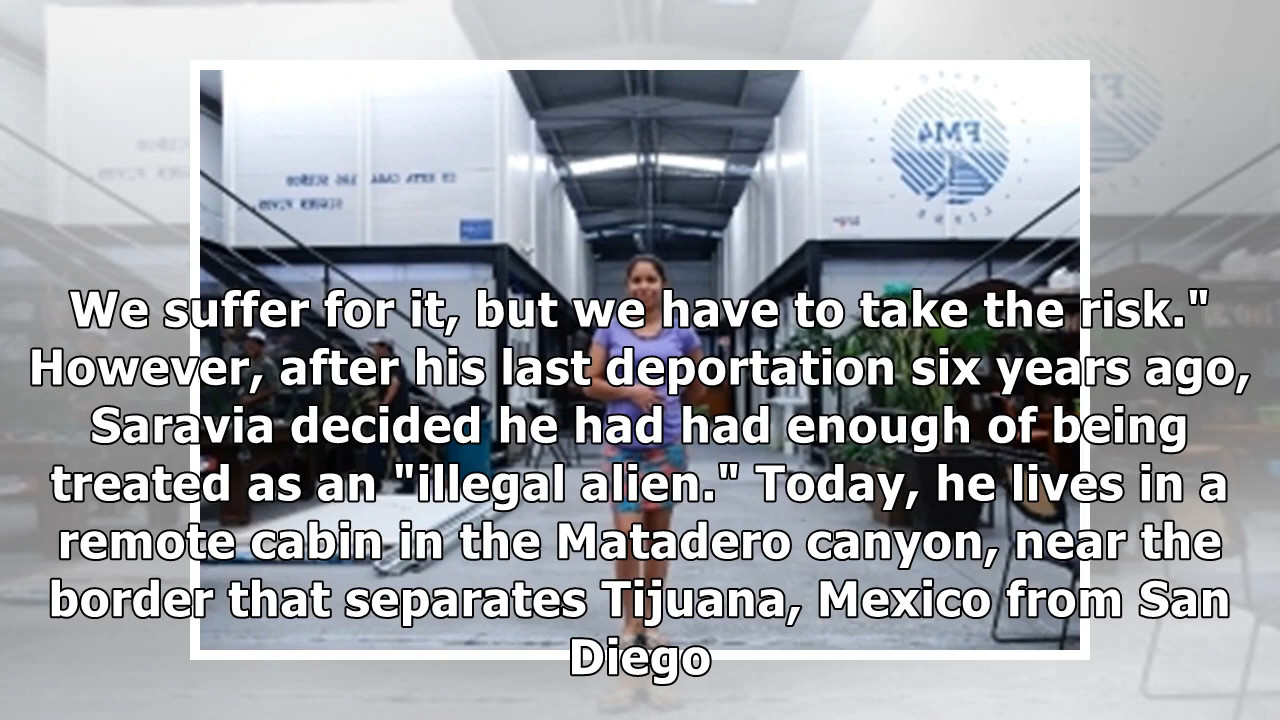 FM4
We suffer for it, but we have to take the risk."
However, after his last deportation six years ago,
Saravia decided he had had enough of being
treated as an "illegal alien." Today, he lives in a
remote cabin in the Matadero canyon, near the
border that separates Tijuana, Mexico from San
Diego